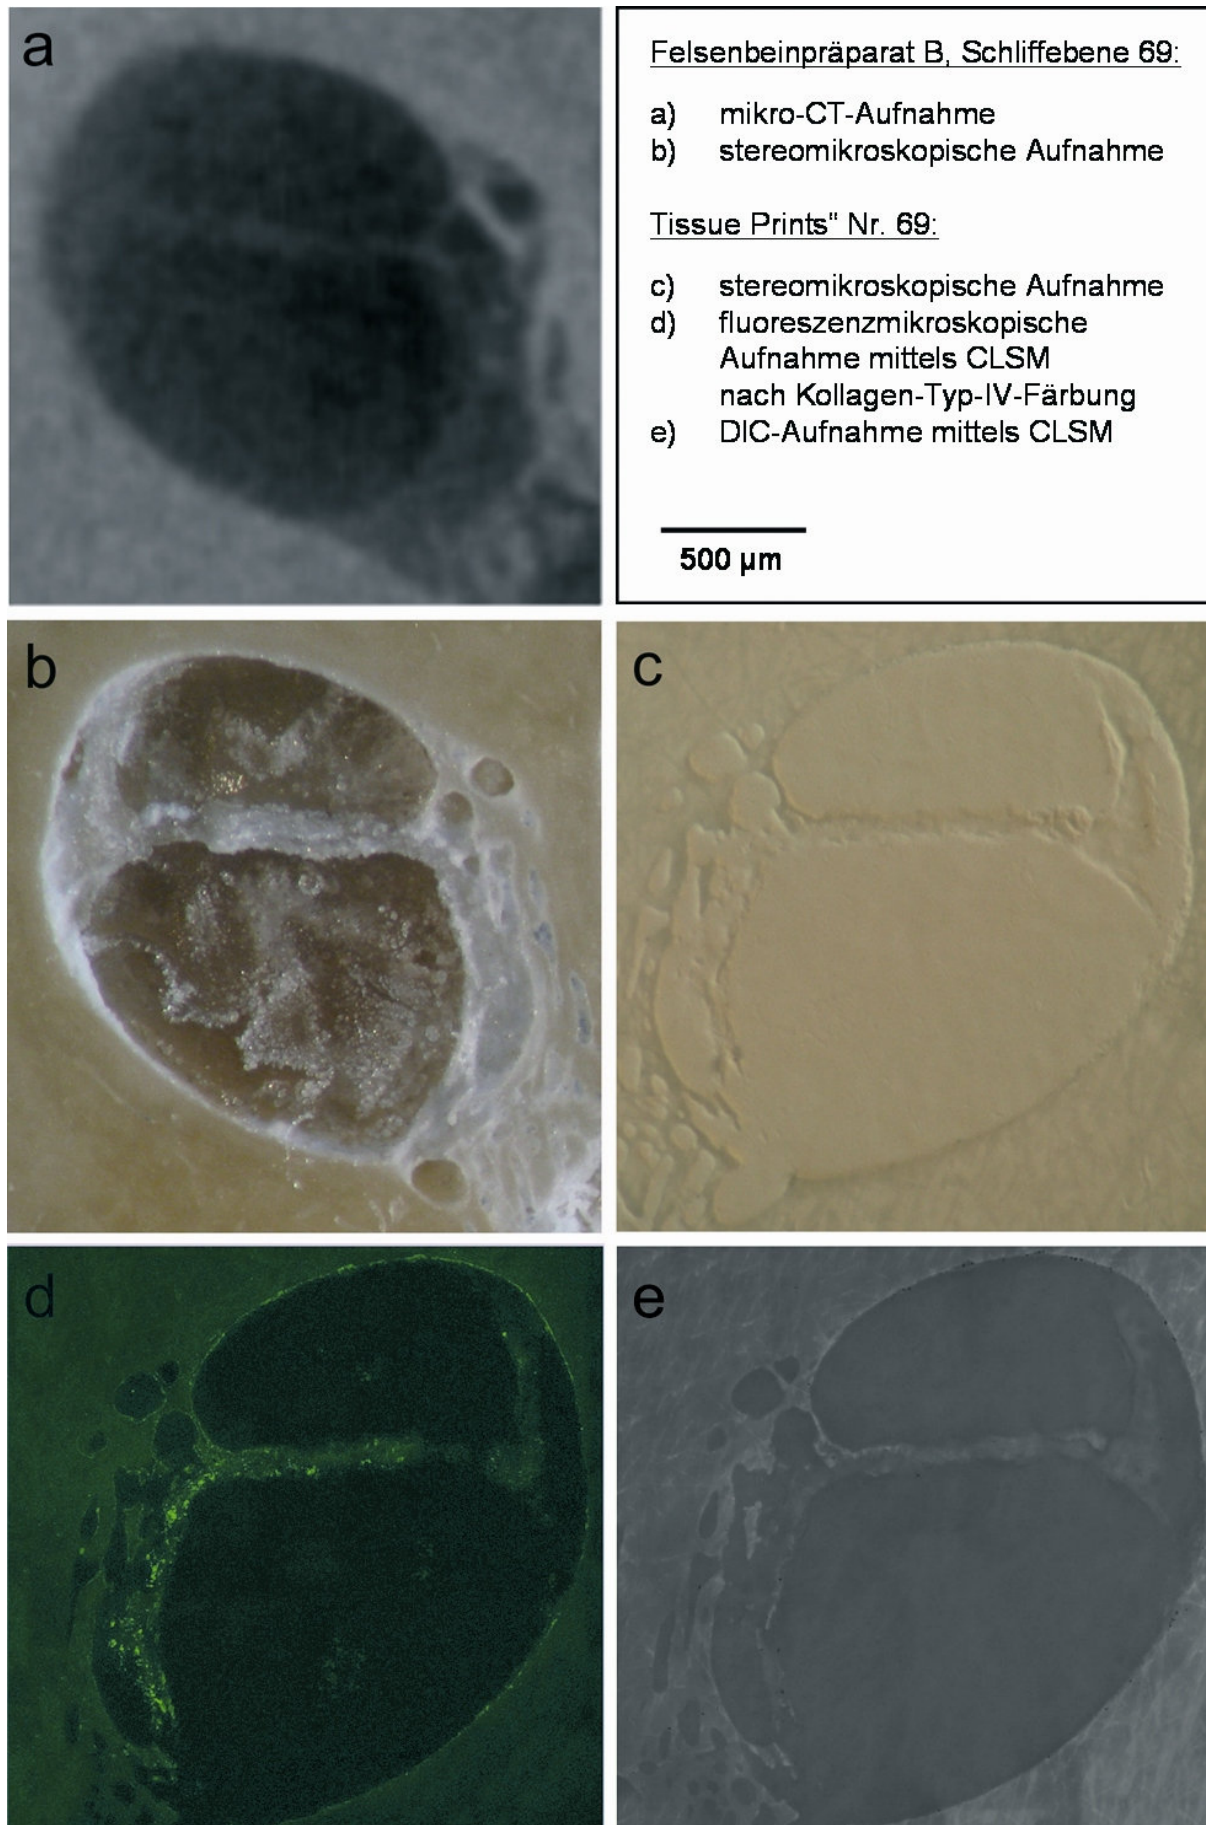 a
Felsenbeinpräparat B, Schliffebene 69:
a) mikro-CT-Aufnahme
b) stereomikroskopische Aufnahme
Tissue Prints" Nr. 69:
c) stereomikroskopische Aufnahme
d) fluoreszenzmikroskopische
Aufnahme mittels CLSM
nach Kollagen-Typ-IV-Färbung
e) DIC-Aufnahme mittels CLSM
500 µm
b
c
d
e